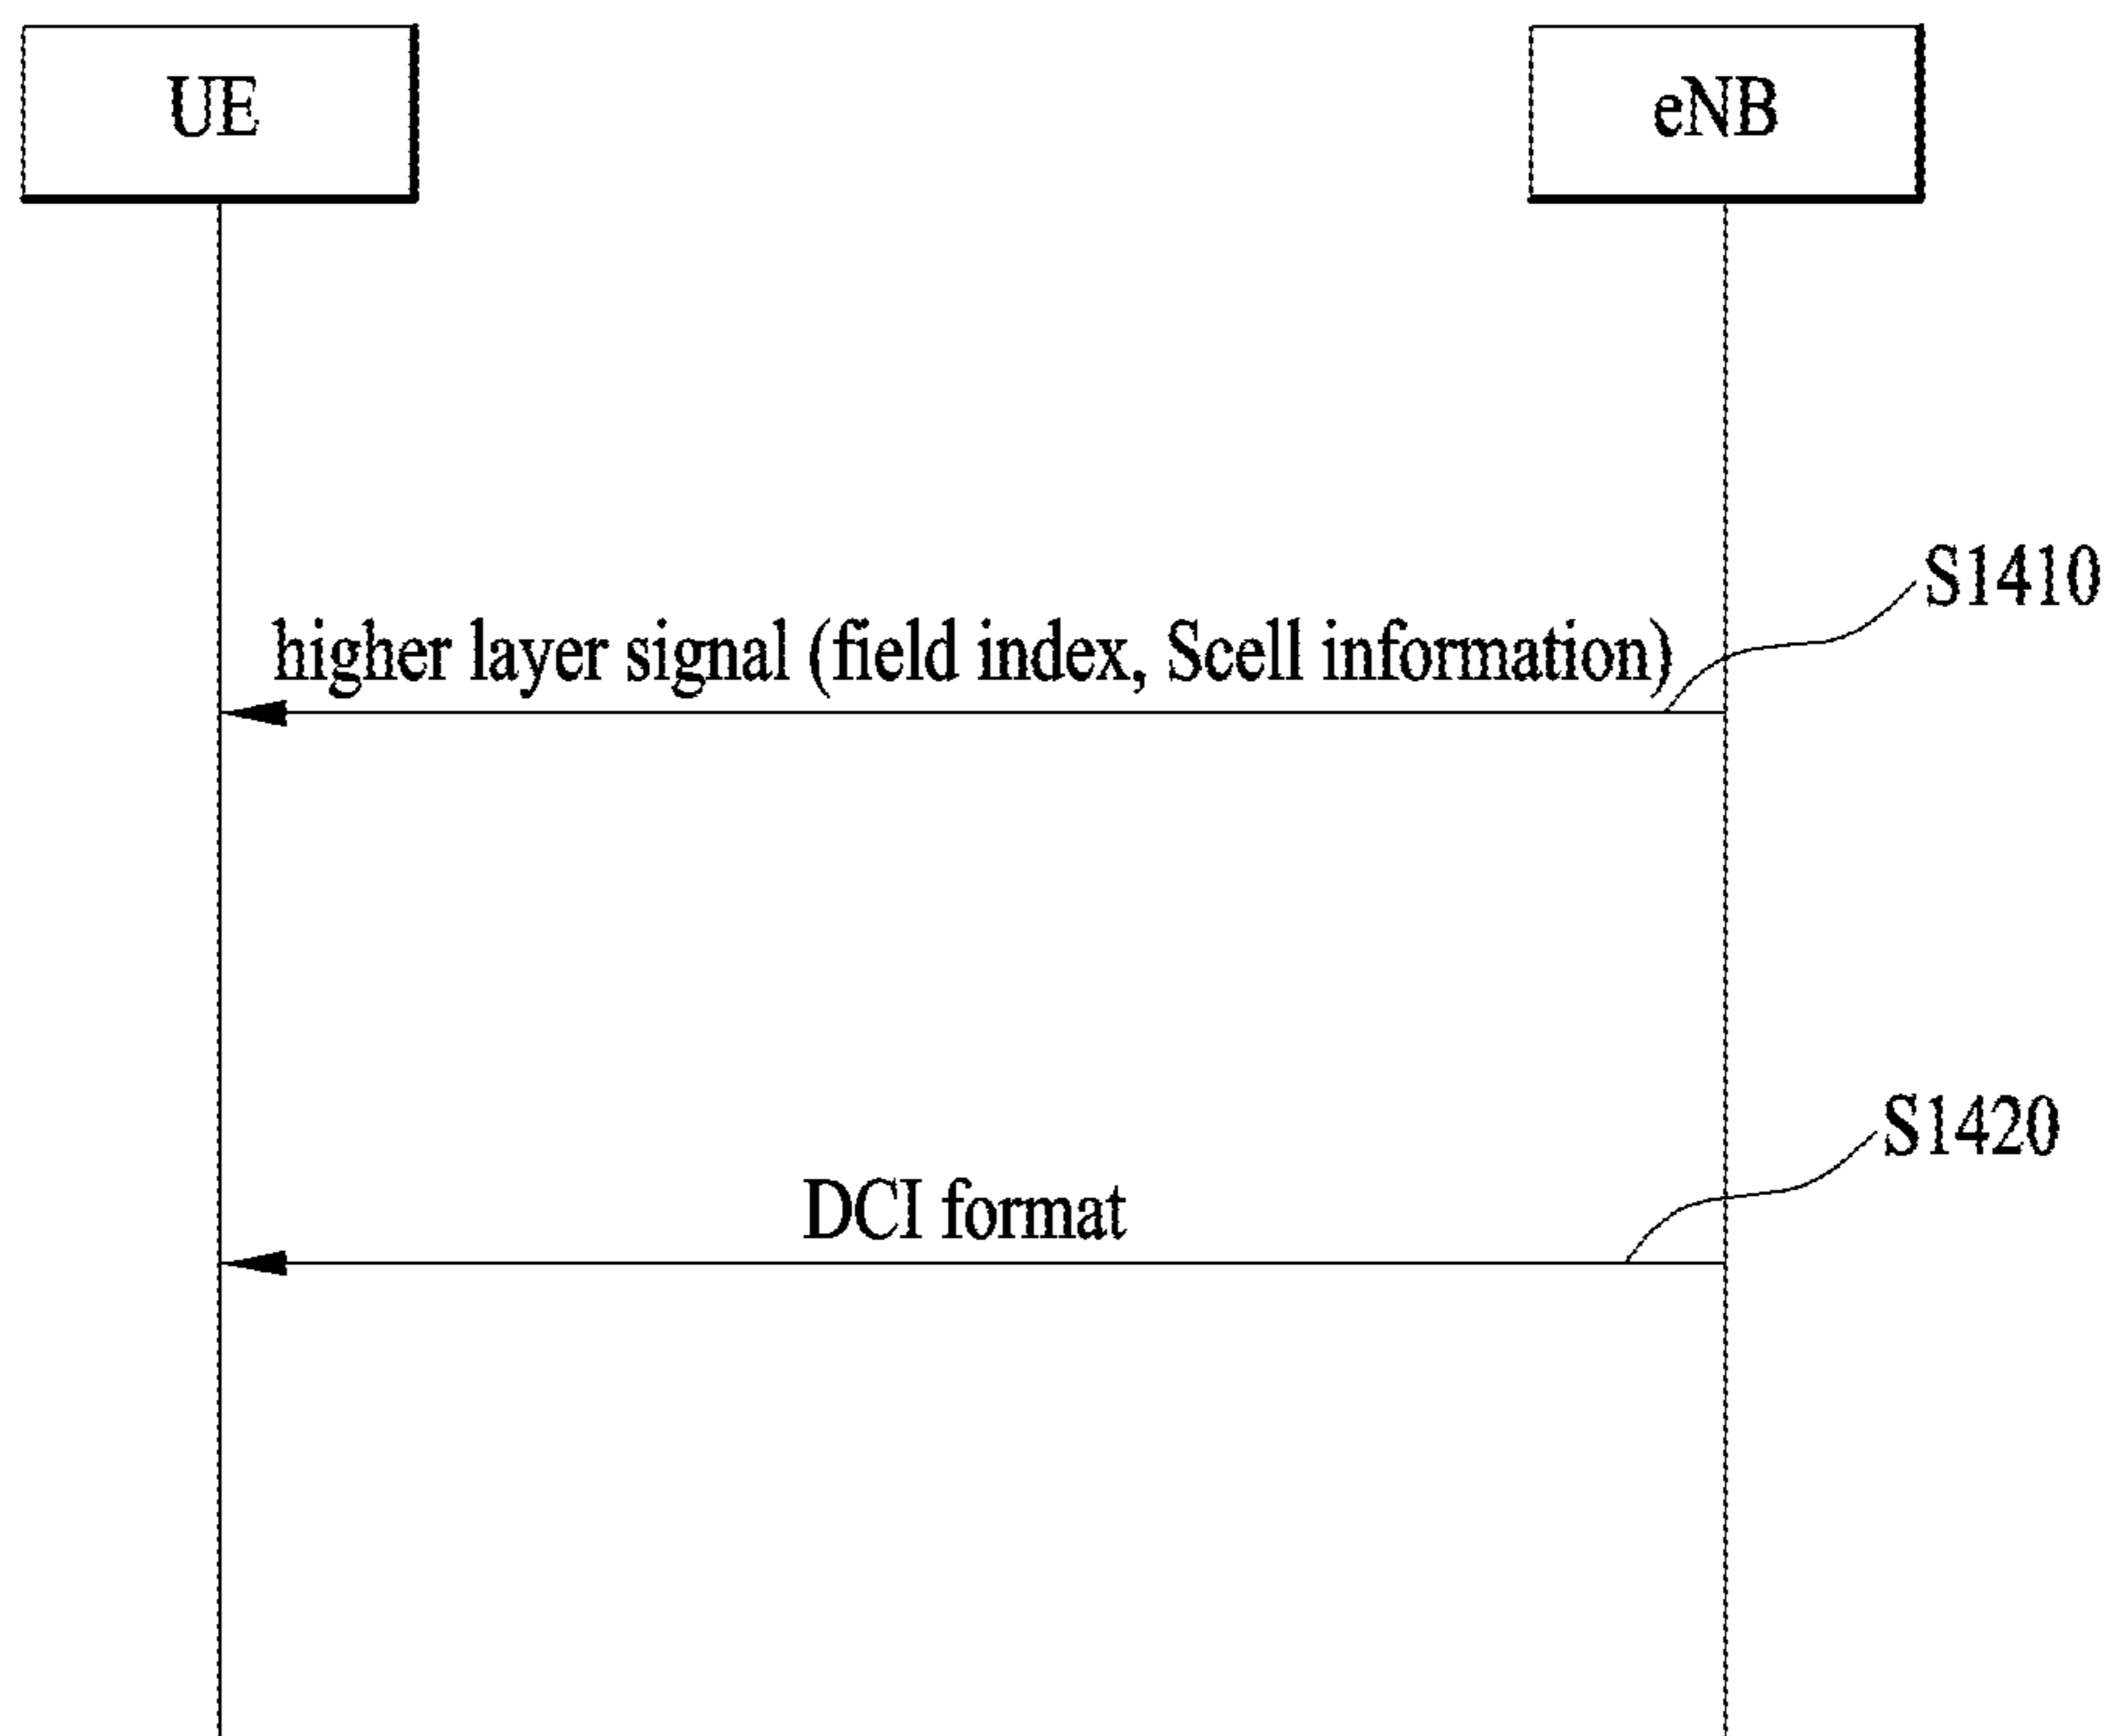 UE
eNB
S1410
higher layer signal (field index, Scell information)
S1420
DCI format